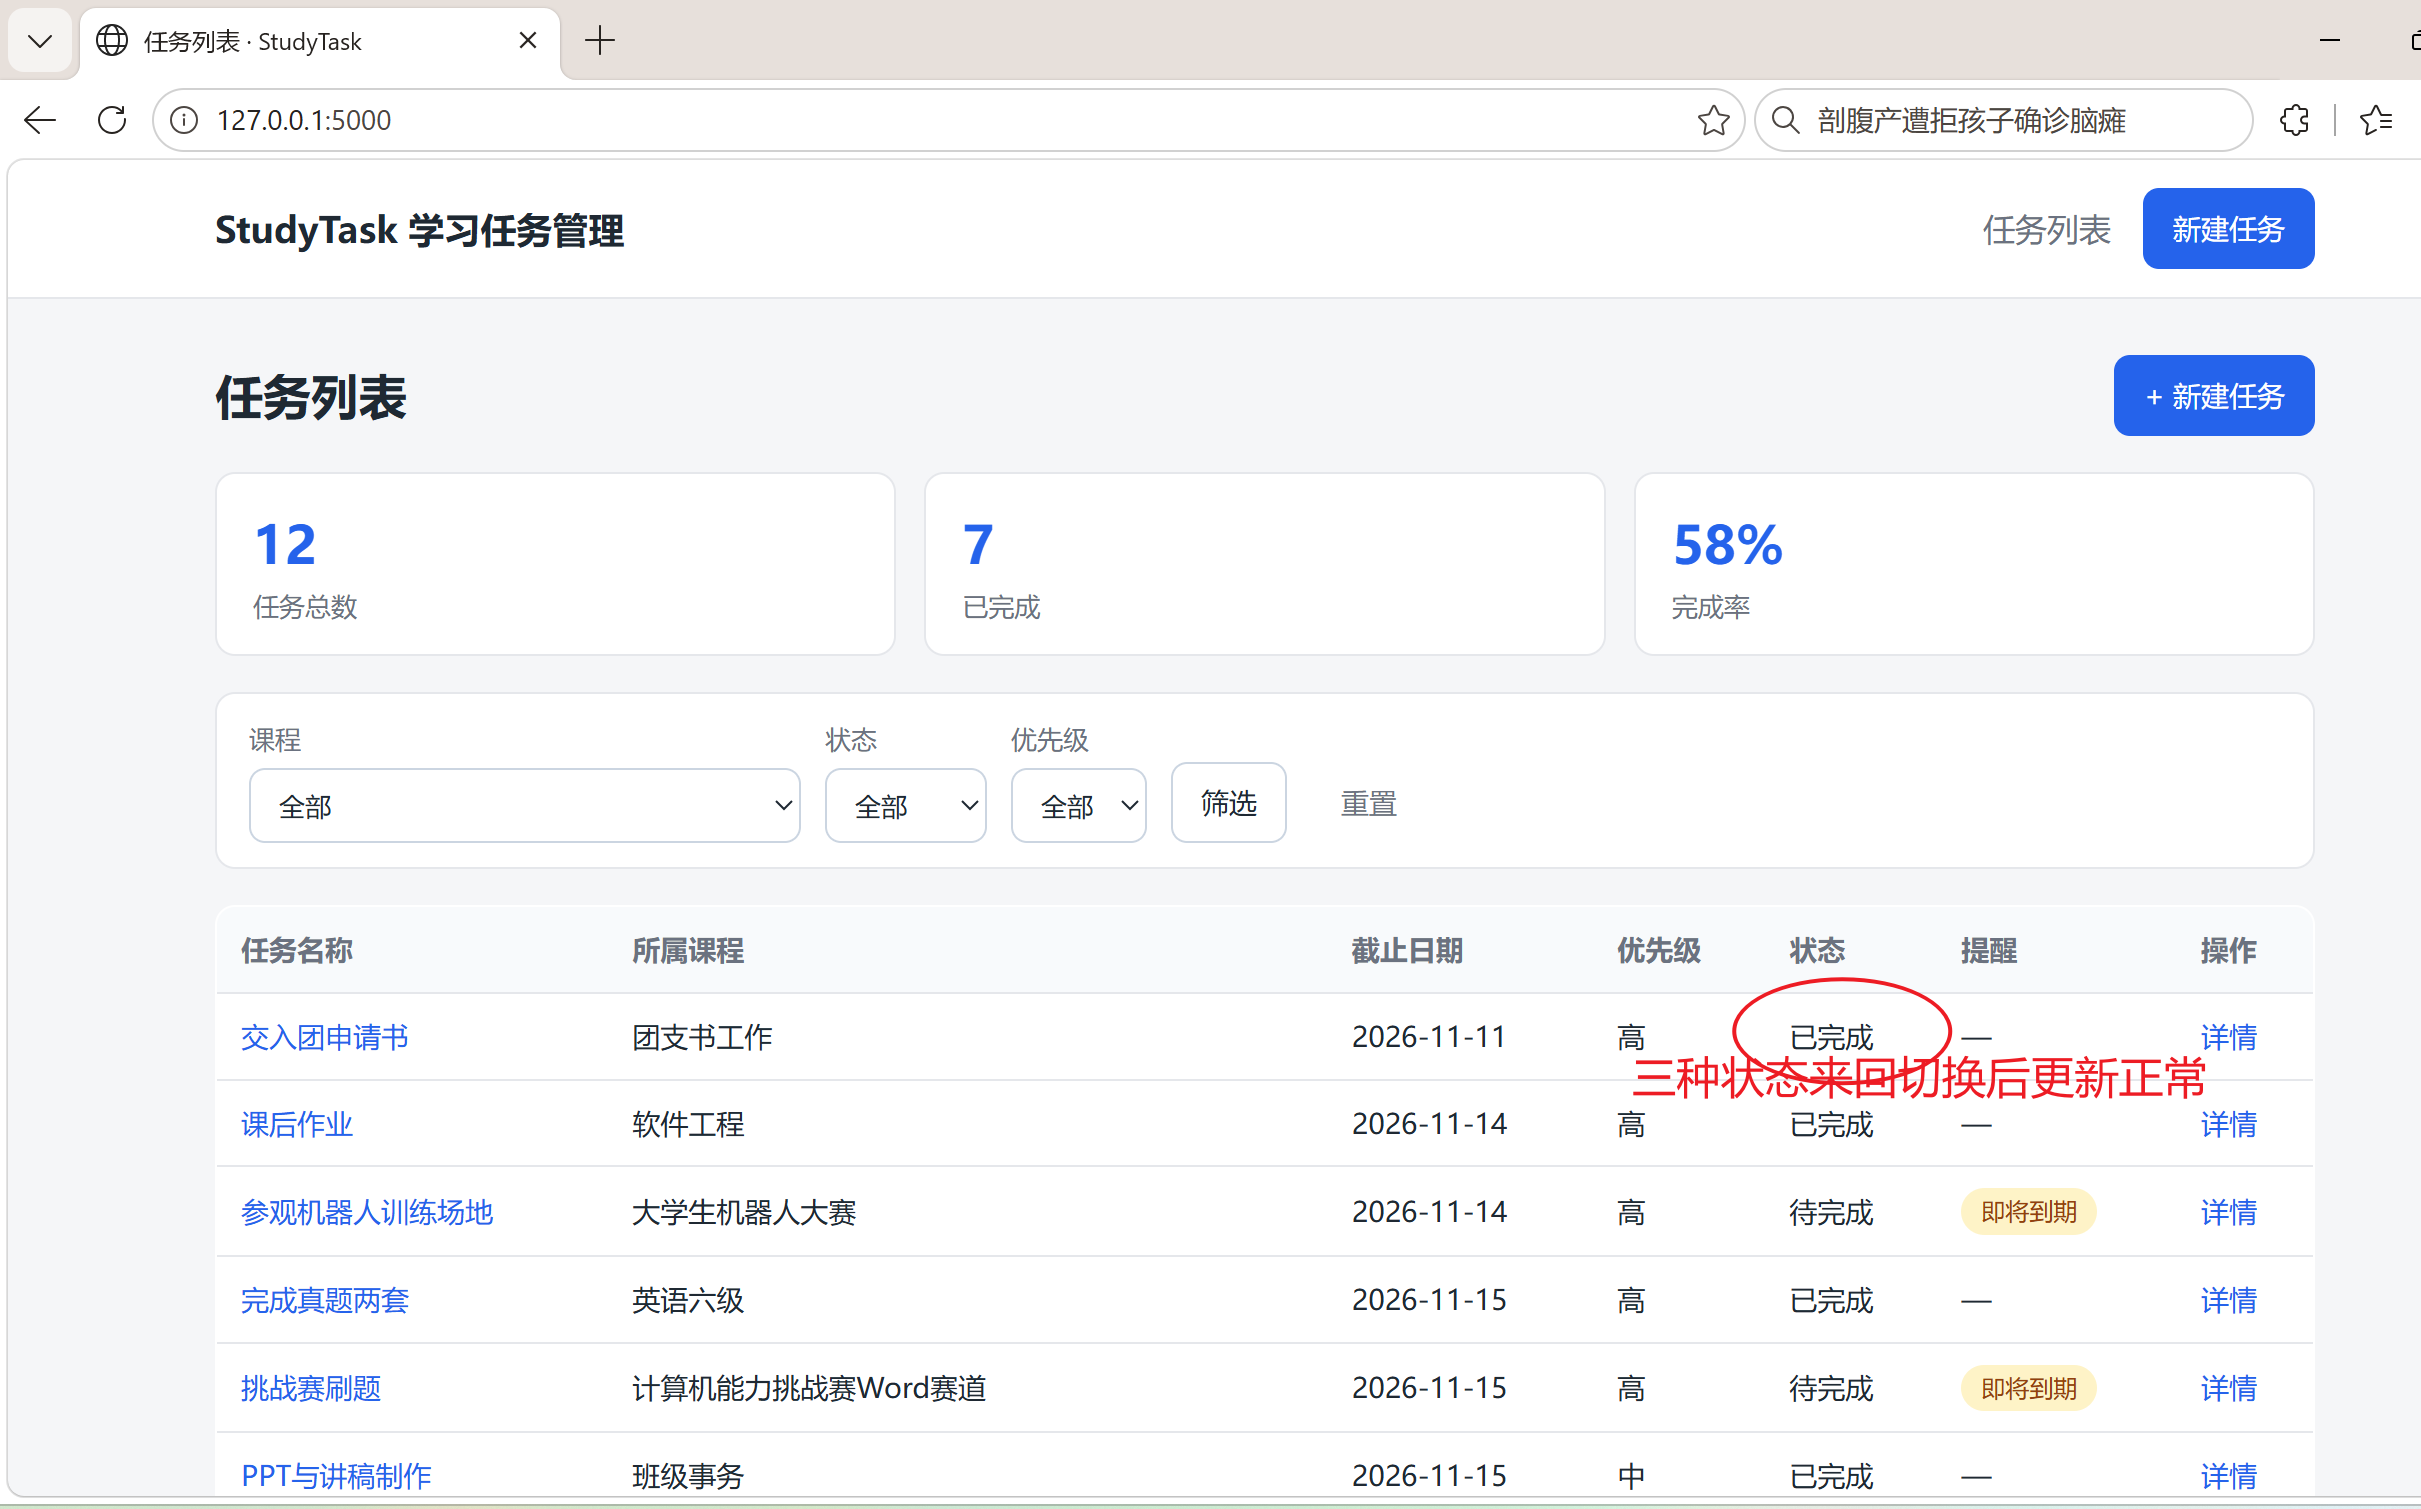 任务列表 · StudyTask
127.0.0.1:5000
剖腹产遭拒孩子确诊脑瘫
StudyTask 学习任务管理
任务列表
新建任务
任务列表
+ 新建任务
12
任务总数
7
已完成
58%
完成率
课程
状态
优先级
全部
全部
全部
筛选
重置
任务名称 所属课程 截止日期 优先级 状态 提醒 操作
交入团申请书 团支书工作 2026-11-11 高 已完成 — 详情
三种状态来回切换后更新正常
课后作业 软件工程 2026-11-14 高 已完成 — 详情
参观机器人训练场地 大学生机器人大赛 2026-11-14 高 待完成 即将到期 详情
完成真题两套 英语六级 2026-11-15 高 已完成 — 详情
挑战赛刷题 计算机能力挑战赛Word赛道 2026-11-15 高 待完成 即将到期 详情
PPT与讲稿制作 班级事务 2026-11-15 中 已完成 — 详情